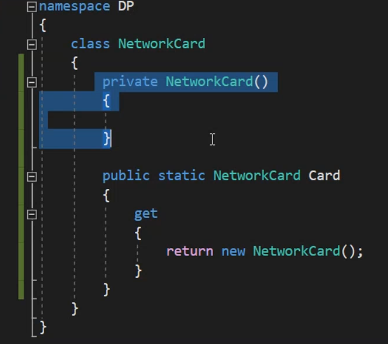 namespace DP
{
class NetworkCard
{
private NetworkCard()
{
}
public static NetworkCard Card
{
get
{
return new NetworkCard();
}
}
}
}